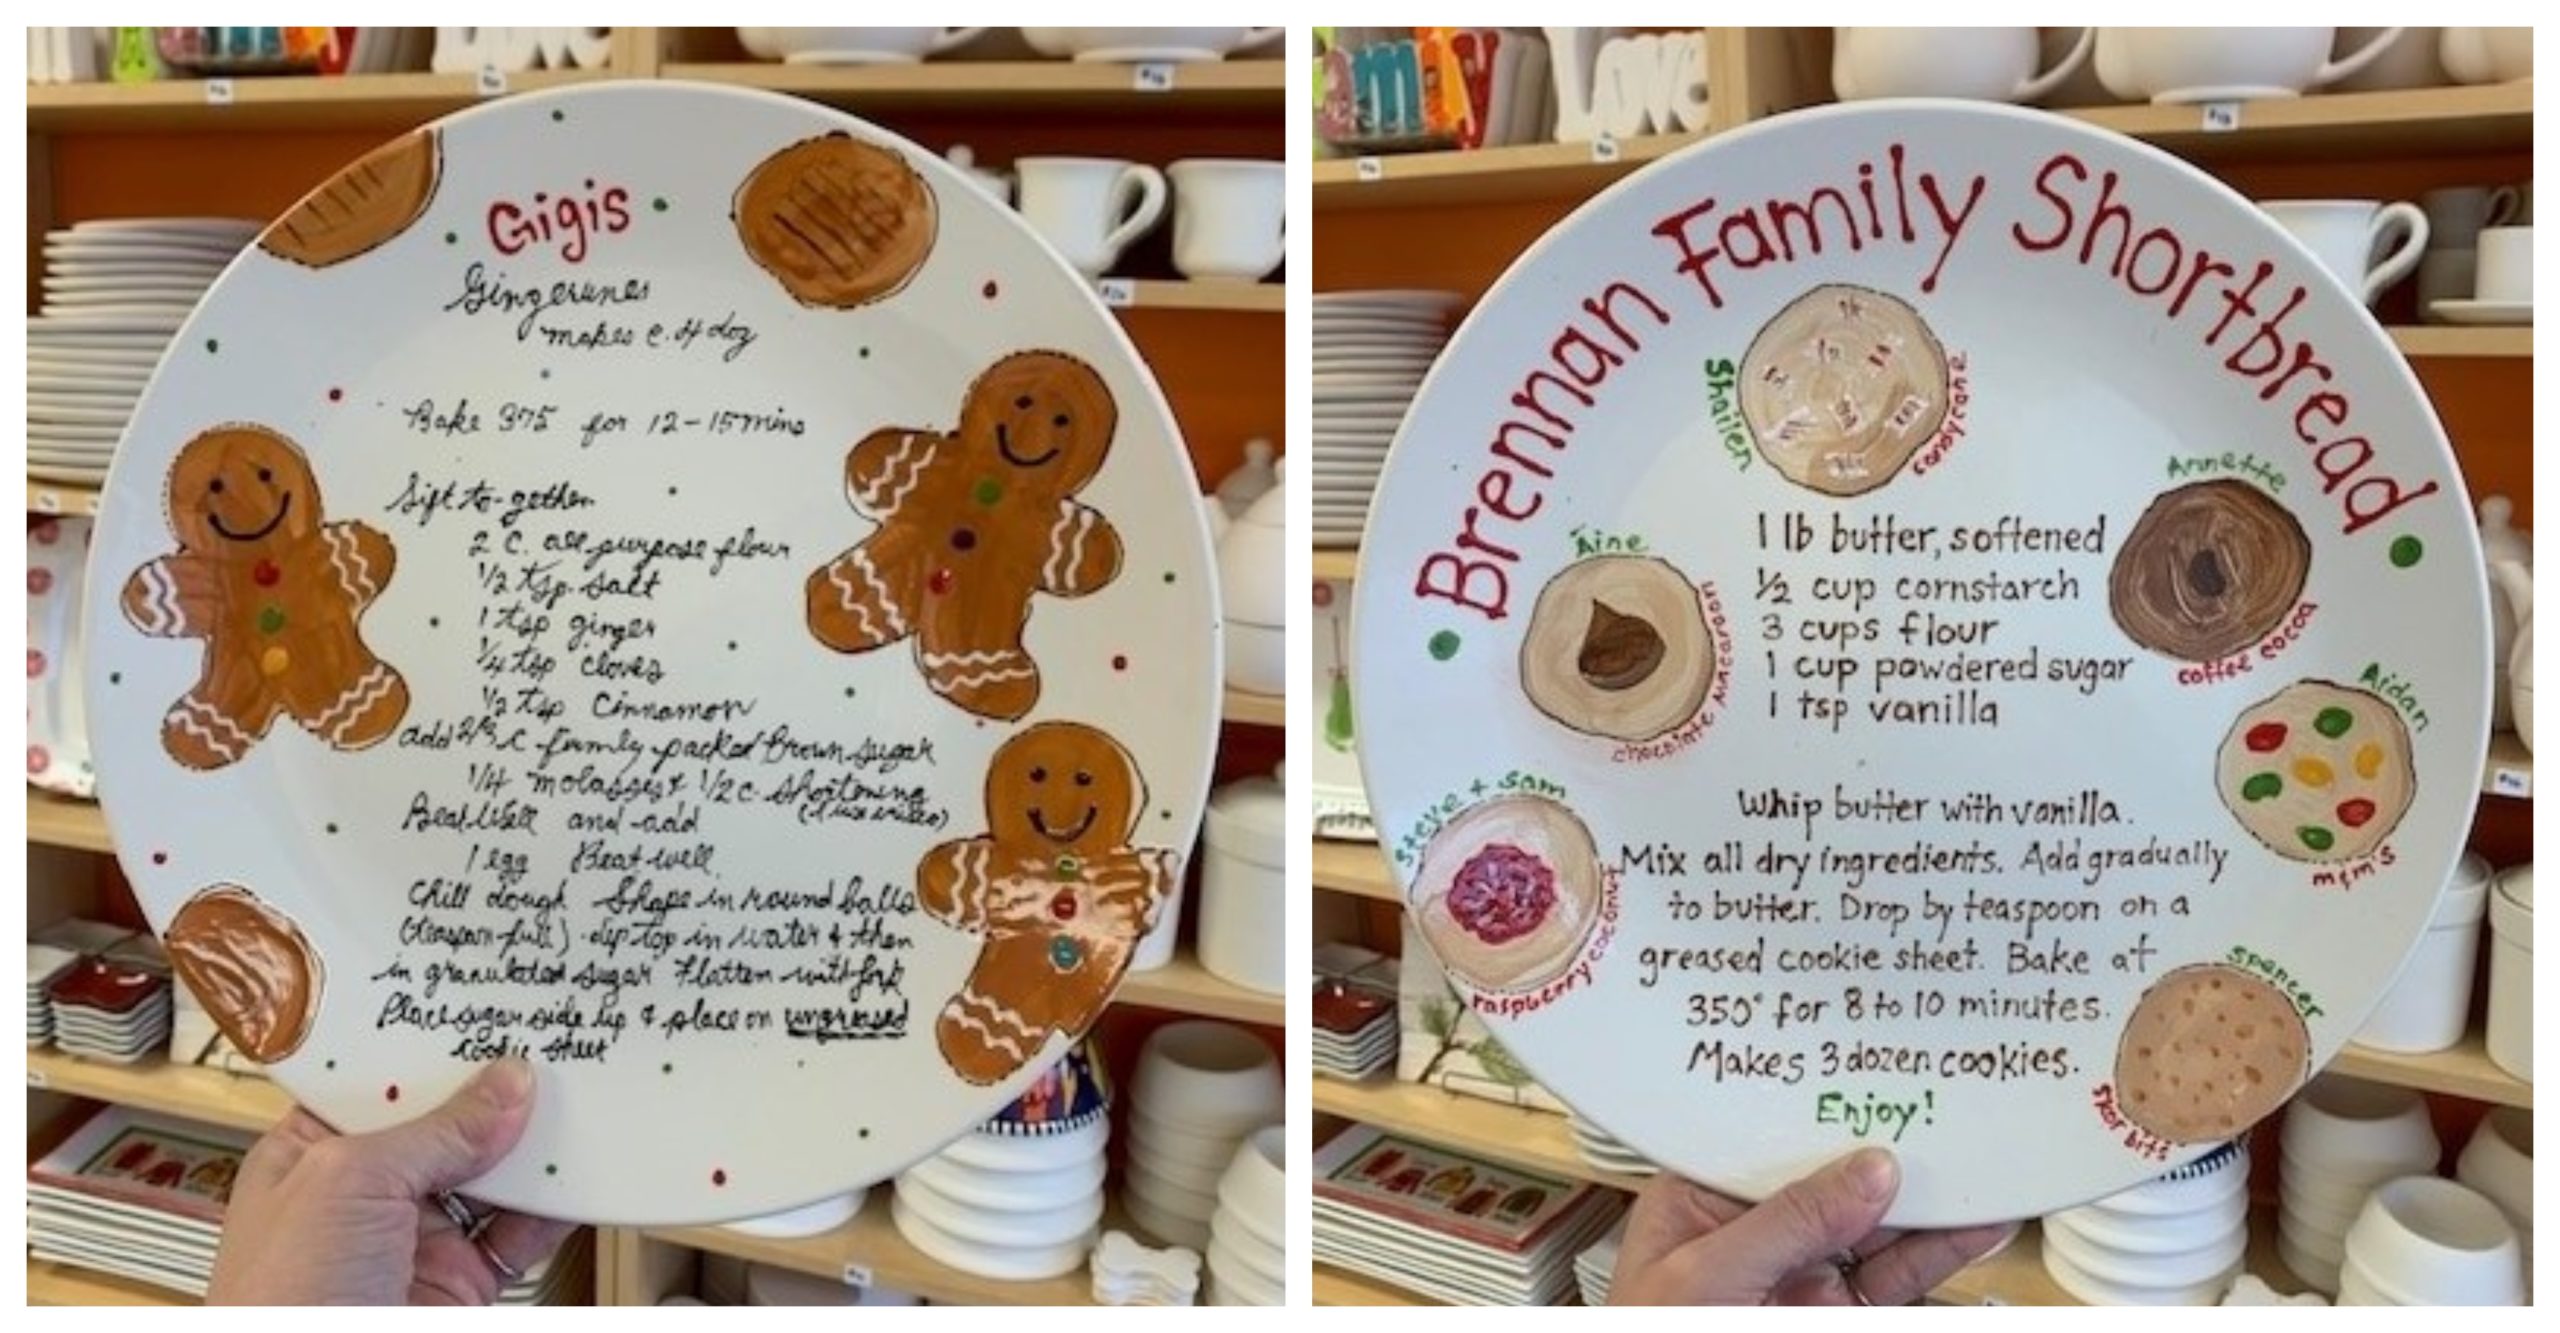 Gigis
makes c. 4 doz
Bake 375 for 12-15 mins
Sift to-gether
2 C. all purpose flour
1/2 tsp. salt
1 tsp ginger
1/4 tsp cloves
1/2 tsp Cinnamon
add 2/3 C firmly packed Brown sugar
1/4 molasses & 1/2 c. shortening
Beat Well and add
1 egg Beat well
Chill dough Shape in round balls
(teaspoon full) dip top in water & then
in granulated sugar Flatten with fork
Place sugar side up & place on ungreased
cookie sheet
Brennan Family Shortbread
Shailen
candy cane
Annette
coffee cocoa
Aine
chocolate macaroon
Aidan
m&m's
Steve + Sam
raspberry coconut
Spencer
skor bits
1 lb butter, softened
1/2 cup cornstarch
3 cups flour
1 cup powdered sugar
1 tsp vanilla
Whip butter with vanilla.
Mix all dry ingredients. Add gradually
to butter. Drop by teaspoon on a
greased cookie sheet. Bake at
350° for 8 to 10 minutes.
Makes 3 dozen cookies.
Enjoy!
Love